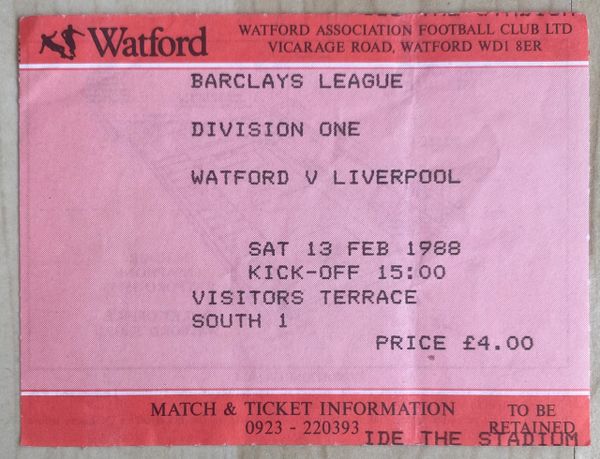 Watford
WATFORD ASSOCIATION FOOTBALL CLUB LTD
VICARAGE ROAD, WATFORD WD1 8ER
BARCLAYS LEAGUE
DIVISION ONE
WATFORD V LIVERPOOL
SAT 13 FEB 1988
KICK-OFF 15:00
VISITORS TERRACE
SOUTH 1
PRICE £4.00
MATCH & TICKET INFORMATION
0923 - 220393
TO BE
RETAINED
IDE THE STADIUM